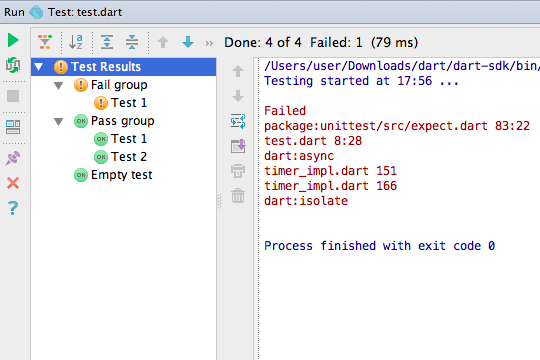 Run Test: test.dart
Done: 4 of 4 Failed: 1 (79 ms)
Test Results
Fail group
Test 1
Pass group
OK Test 1
OK Test 2
OK Empty test
/Users/user/Downloads/dart/dart-sdk/bin/
Testing started at 17:56 ...
Failed
package:unittest/src/expect.dart 83:22
test.dart 8:28
dart:async
timer_impl.dart 151
timer_impl.dart 166
dart:isolate
Process finished with exit code 0